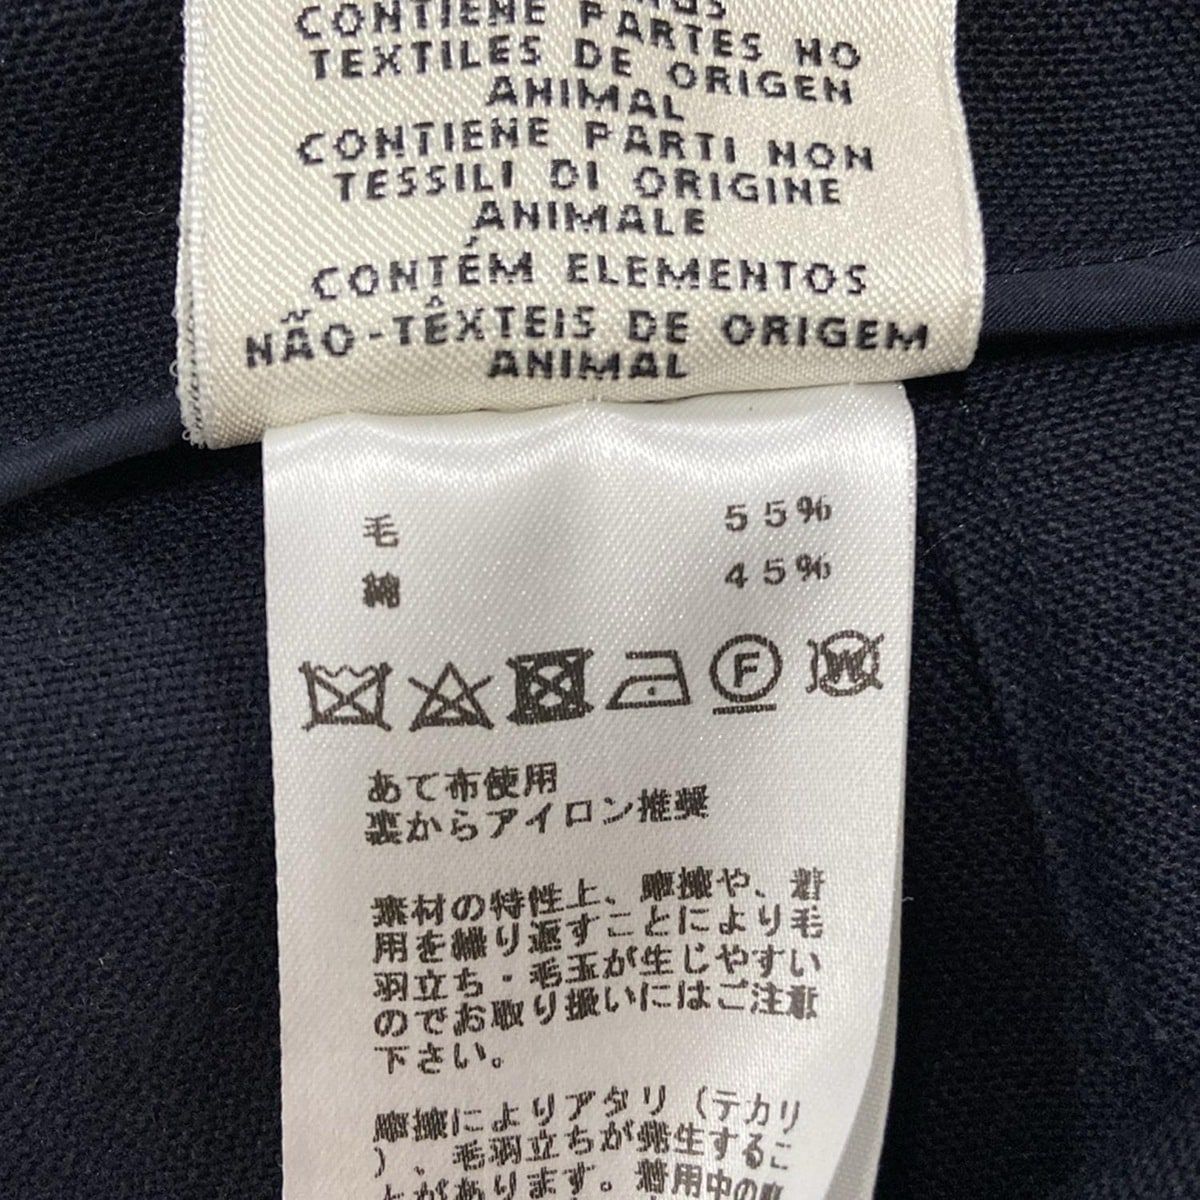 CONTIENE PARTES NO
TEXTILES DE ORIGEN
ANIMAL
CONTIENE PARTI NON
TESSILI DI ORIGINE
ANIMALE
CONTÉM ELEMENTOS
NÃO-TÊXTEIS DE ORIGEM
ANIMAL
毛 55%
綿 45%
F
W
あて布使用
裏からアイロン推奨
素材の特性上、摩擦や、着
用を繰り返すことにより毛
羽立ち・毛玉が生じやすい
のでお取り扱いにはご注意
下さい。
摩擦によりアタリ(テカリ
)、毛羽立ちが発生するこ
とがあります。着用中の摩